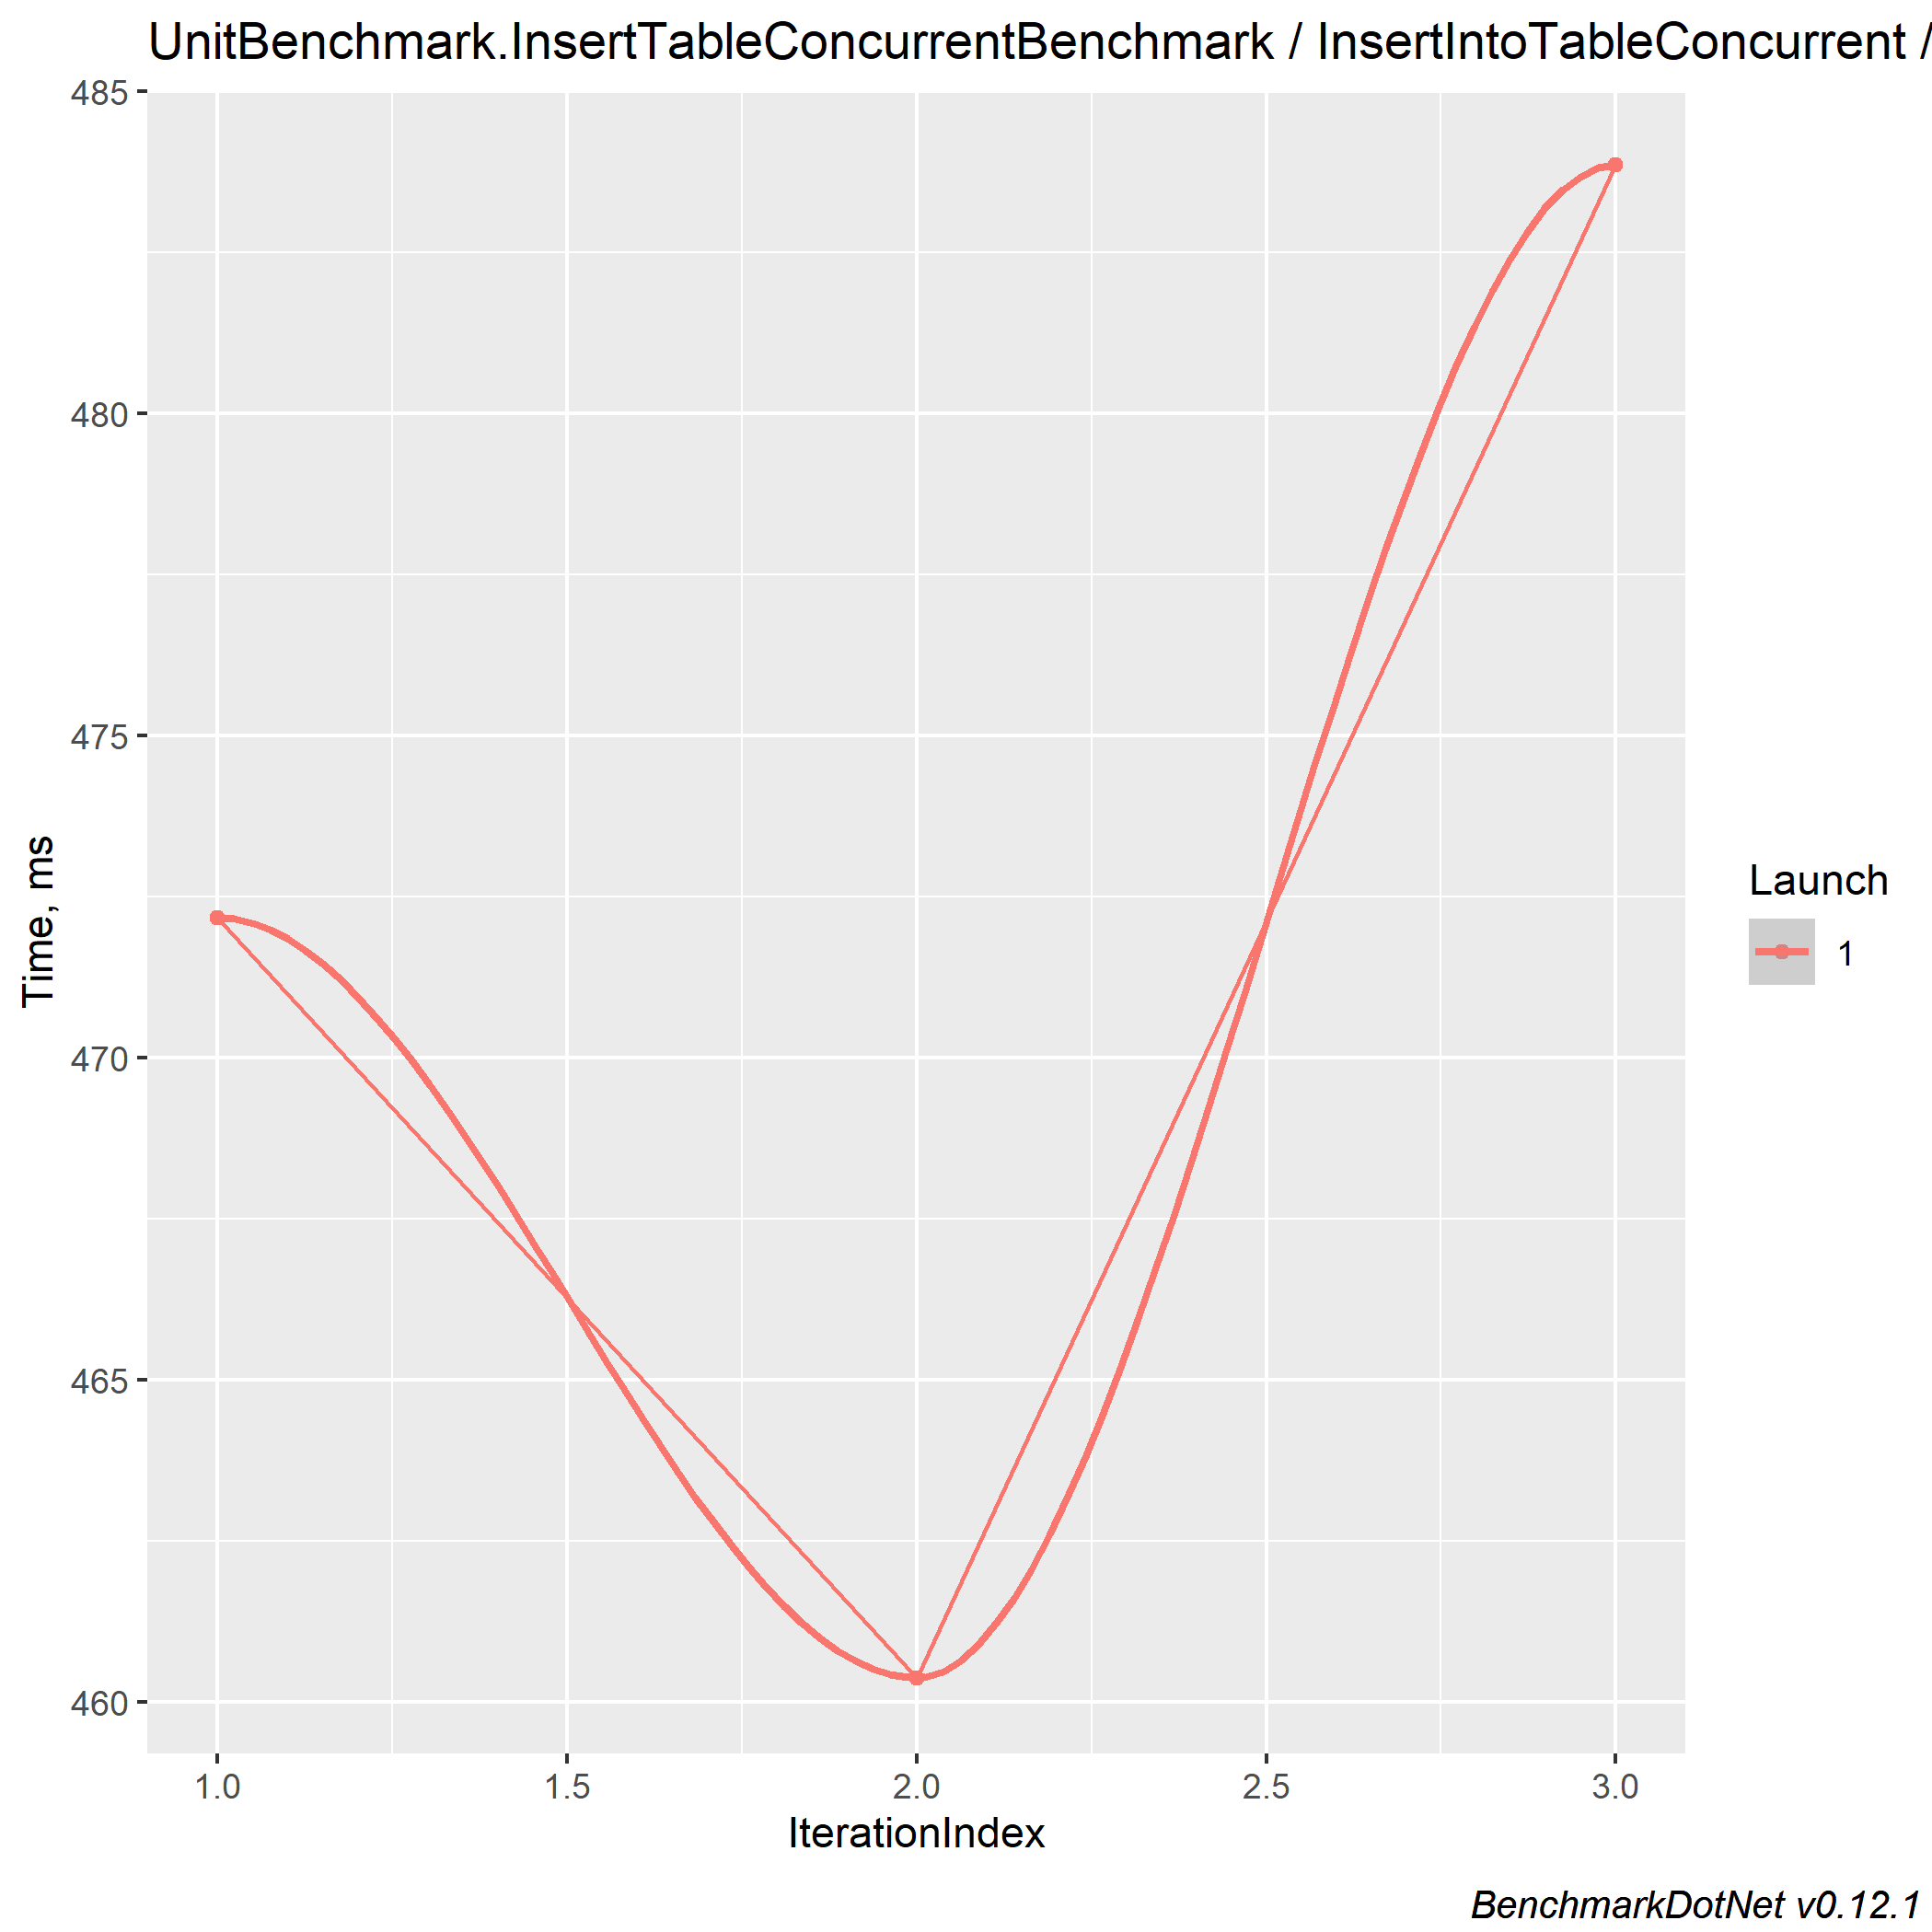 UnitBenchmark.InsertTableConcurrentBenchmark / InsertIntoTableConcurrent /
485
480
475
470
465
460
Time, ms
1.0 1.5 2.0 2.5 3.0
IterationIndex
Launch
1
BenchmarkDotNet v0.12.1